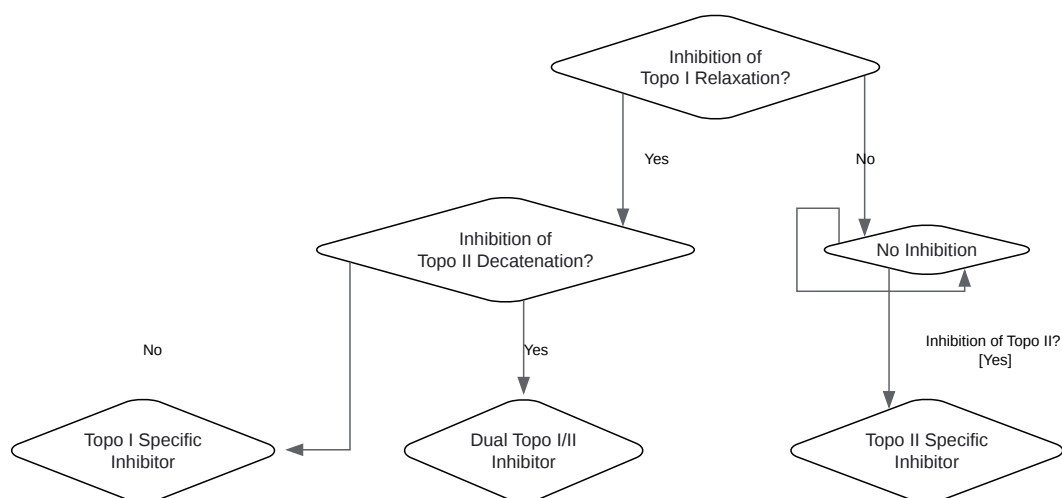 Inhibition of
Topo I Relaxation?
Yes
No
Inhibition of
Topo II Decatenation?
No Inhibition
No
Yes
Inhibition of Topo II?
[Yes]
Topo I Specific
Inhibitor
Dual Topo I/II
Inhibitor
Topo II Specific
Inhibitor